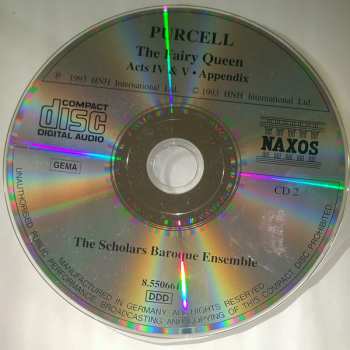 PURCELL
The Fairy Queen
Acts IV & V • Appendix
℗ 1993 HNH International Ltd. © 1993 HNH International Ltd.
COMPACT
disc
DIGITAL AUDIO
NAXOS
GEMA
CD 2
The Scholars Baroque Ensemble
8.550661
DDD
MANUFACTURED IN GERMANY. ALL RIGHTS RESERVED.
UNAUTHORISED PUBLIC PERFORMANCE BROADCASTING AND COPYING OF THIS COMPACT DISC PROHIBITED.